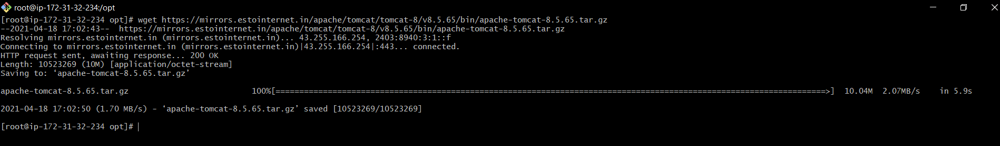 root@ip-172-31-32-234:/opt
[root@ip-172-31-32-234 opt]# wget https://mirrors.estointernet.in/apache/tomcat/tomcat-8/v8.5.65/bin/apache-tomcat-8.5.65.tar.gz
--2021-04-18 17:02:43--  https://mirrors.estointernet.in/apache/tomcat/tomcat-8/v8.5.65/bin/apache-tomcat-8.5.65.tar.gz
Resolving mirrors.estointernet.in (mirrors.estointernet.in)... 43.255.166.254, 2403:8940:3:1::f
Connecting to mirrors.estointernet.in (mirrors.estointernet.in)|43.255.166.254|:443... connected.
HTTP request sent, awaiting response... 200 OK
Length: 10523269 (10M) [application/octet-stream]
Saving to: ‘apache-tomcat-8.5.65.tar.gz’
apache-tomcat-8.5.65.tar.gz 100%[====================================================================================================================>] 10.04M 2.07MB/s in 5.9s
2021-04-18 17:02:50 (1.70 MB/s) - ‘apache-tomcat-8.5.65.tar.gz’ saved [10523269/10523269]
[root@ip-172-31-32-234 opt]#